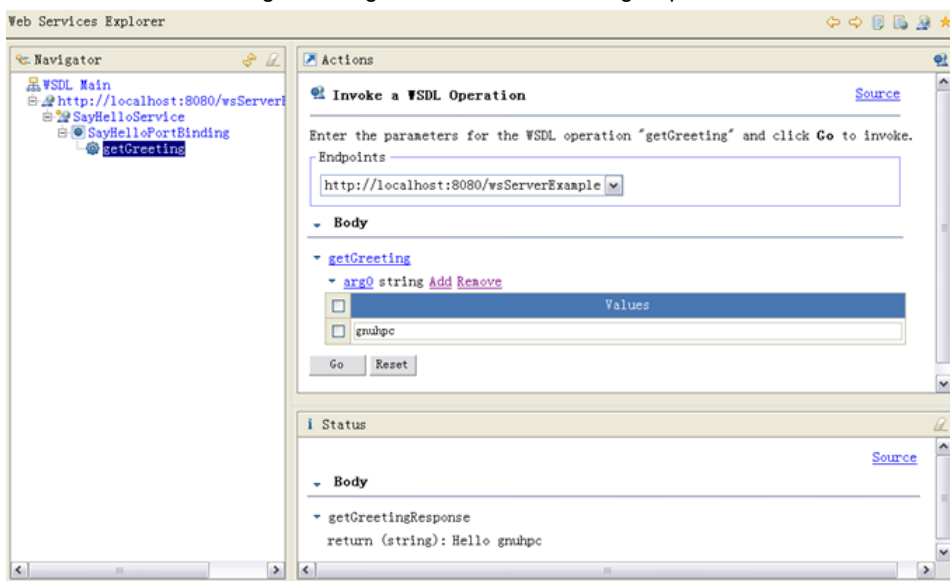 Web Services Explorer
Navigator
WSDL Main
http://localhost:8080/wsServerE
SayHelloService
SayHelloPortBinding
getGreeting
Actions
Invoke a WSDL Operation
Source
Enter the parameters for the WSDL operation "getGreeting" and click Go to invoke.
Endpoints
http://localhost:8080/wsServerExample
Body
getGreeting
arg0 string Add Remove
Values
gnuhpc
Go Reset
i Status
Source
Body
getGreetingResponse
return (string): Hello gnuhpc